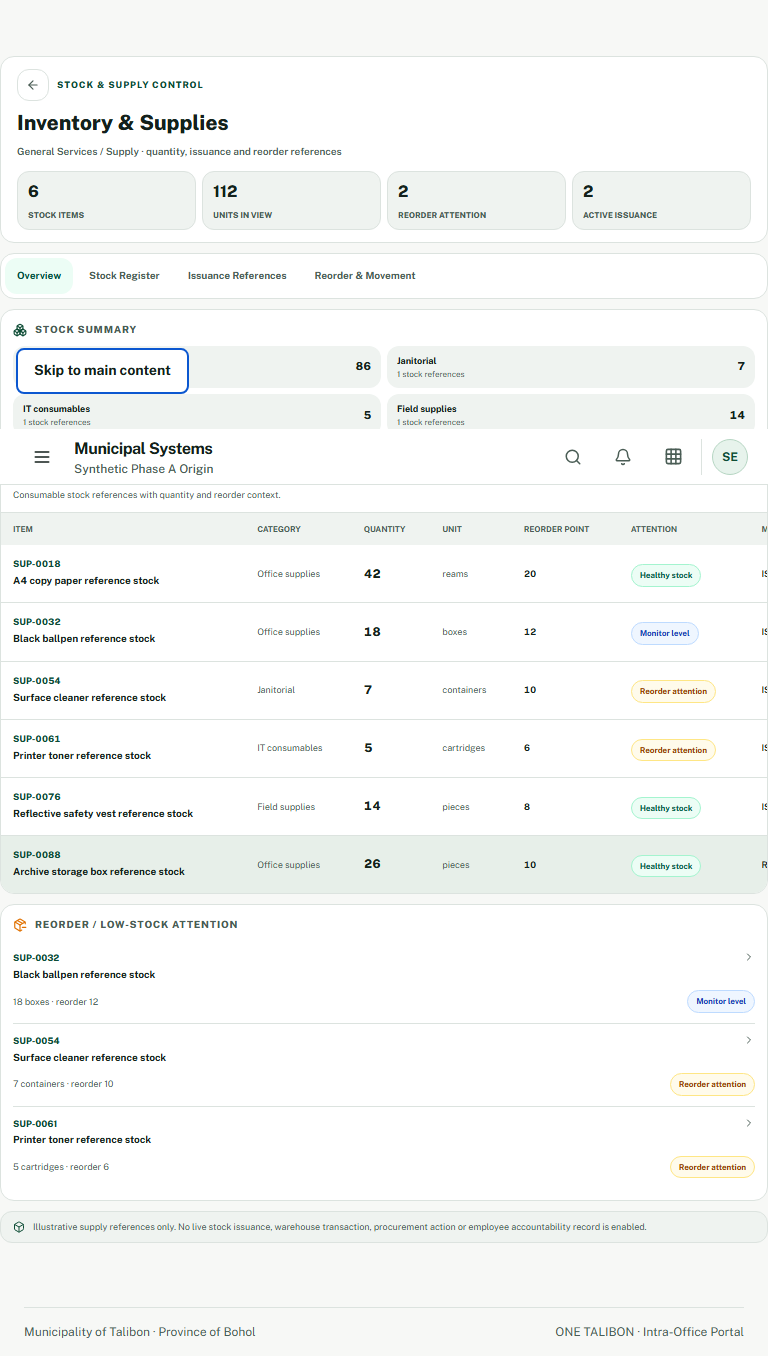 STOCK & SUPPLY CONTROL
Inventory & Supplies
General Services / Supply · quantity, issuance and reorder references
6
STOCK ITEMS
112
UNITS IN VIEW
2
REORDER ATTENTION
2
ACTIVE ISSUANCE
Overview
Stock Register
Issuance References
Reorder & Movement
STOCK SUMMARY
Skip to main content
86
Janitorial
1 stock references
7
IT consumables
1 stock references
5
Field supplies
1 stock references
14
Municipal Systems
Synthetic Phase A Origin
SE
Consumable stock references with quantity and reorder context.
ITEM CATEGORY QUANTITY UNIT REORDER POINT ATTENTION
SUP-0018
A4 copy paper reference stock
Office supplies 42 reams 20 Healthy stock
SUP-0032
Black ballpen reference stock
Office supplies 18 boxes 12 Monitor level
SUP-0054
Surface cleaner reference stock
Janitorial 7 containers 10 Reorder attention
SUP-0061
Printer toner reference stock
IT consumables 5 cartridges 6 Reorder attention
SUP-0076
Reflective safety vest reference stock
Field supplies 14 pieces 8 Healthy stock
SUP-0088
Archive storage box reference stock
Office supplies 26 pieces 10 Healthy stock
REORDER / LOW-STOCK ATTENTION
SUP-0032
Black ballpen reference stock
18 boxes · reorder 12
Monitor level
SUP-0054
Surface cleaner reference stock
7 containers · reorder 10
Reorder attention
SUP-0061
Printer toner reference stock
5 cartridges · reorder 6
Reorder attention
Illustrative supply references only. No live stock issuance, warehouse transaction, procurement action or employee accountability record is enabled.
Municipality of Talibon · Province of Bohol
ONE TALIBON · Intra-Office Portal